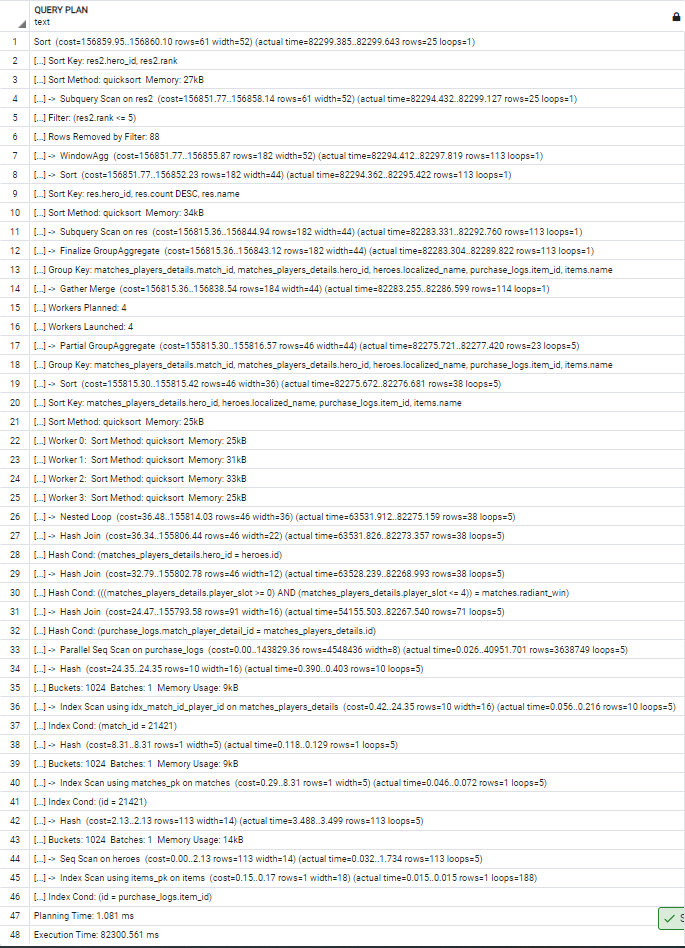 QUERY PLAN
text
1 Sort (cost=156859.95..156860.10 rows=61 width=52) (actual time=82299.385..82299.643 rows=25 loops=1)
2 [...] Sort Key: res2.hero_id, res2.rank
3 [...] Sort Method: quicksort Memory: 27kB
4 [...] -> Subquery Scan on res2 (cost=156851.77..156858.14 rows=61 width=52) (actual time=82294.432..82299.127 rows=25 loops=1)
5 [...] Filter: (res2.rank <= 5)
6 [...] Rows Removed by Filter: 88
7 [...] -> WindowAgg (cost=156851.77..156855.87 rows=182 width=52) (actual time=82294.412..82297.819 rows=113 loops=1)
8 [...] -> Sort (cost=156851.77..156852.23 rows=182 width=44) (actual time=82294.362..82295.422 rows=113 loops=1)
9 [...] Sort Key: res.hero_id, res.count DESC, res.name
10 [...] Sort Method: quicksort Memory: 34kB
11 [...] -> Subquery Scan on res (cost=156815.36..156844.94 rows=182 width=44) (actual time=82283.331..82292.760 rows=113 loops=1)
12 [...] -> Finalize GroupAggregate (cost=156815.36..156843.12 rows=182 width=44) (actual time=82283.304..82289.822 rows=113 loops=1)
13 [...] Group Key: matches_players_details.match_id, matches_players_details.hero_id, heroes.localized_name, purchase_logs.item_id, items.name
14 [...] -> Gather Merge (cost=156815.36..156838.54 rows=184 width=44) (actual time=82283.255..82286.599 rows=114 loops=1)
15 [...] Workers Planned: 4
16 [...] Workers Launched: 4
17 [...] -> Partial GroupAggregate (cost=155815.30..155816.57 rows=46 width=44) (actual time=82275.721..82277.420 rows=23 loops=5)
18 [...] Group Key: matches_players_details.match_id, matches_players_details.hero_id, heroes.localized_name, purchase_logs.item_id, items.name
19 [...] -> Sort (cost=155815.30..155815.42 rows=46 width=36) (actual time=82275.672..82276.681 rows=38 loops=5)
20 [...] Sort Key: matches_players_details.hero_id, heroes.localized_name, purchase_logs.item_id, items.name
21 [...] Sort Method: quicksort Memory: 25kB
22 [...] Worker 0: Sort Method: quicksort Memory: 25kB
23 [...] Worker 1: Sort Method: quicksort Memory: 31kB
24 [...] Worker 2: Sort Method: quicksort Memory: 33kB
25 [...] Worker 3: Sort Method: quicksort Memory: 25kB
26 [...] -> Nested Loop (cost=36.48..155814.03 rows=46 width=36) (actual time=63531.912..82275.159 rows=38 loops=5)
27 [...] -> Hash Join (cost=36.34..155806.44 rows=46 width=22) (actual time=63531.826..82273.357 rows=38 loops=5)
28 [...] Hash Cond: (matches_players_details.hero_id = heroes.id)
29 [...] -> Hash Join (cost=32.79..155802.78 rows=46 width=12) (actual time=63528.239..82268.993 rows=38 loops=5)
30 [...] Hash Cond: (((matches_players_details.player_slot >= 0) AND (matches_players_details.player_slot <= 4)) = matches.radiant_win)
31 [...] -> Hash Join (cost=24.47..155793.58 rows=91 width=16) (actual time=54155.503..82267.540 rows=71 loops=5)
32 [...] Hash Cond: (purchase_logs.match_player_detail_id = matches_players_details.id)
33 [...] -> Parallel Seq Scan on purchase_logs (cost=0.00..143829.36 rows=4548436 width=8) (actual time=0.026..40951.701 rows=3638749 loops=5)
34 [...] -> Hash (cost=24.35..24.35 rows=10 width=16) (actual time=0.390..0.403 rows=10 loops=5)
35 [...] Buckets: 1024 Batches: 1 Memory Usage: 9kB
36 [...] -> Index Scan using idx_match_id_player_id on matches_players_details (cost=0.42..24.35 rows=10 width=16) (actual time=0.056..0.216 rows=10 loops=5)
37 [...] Index Cond: (match_id = 21421)
38 [...] -> Hash (cost=8.31..8.31 rows=1 width=5) (actual time=0.118..0.129 rows=1 loops=5)
39 [...] Buckets: 1024 Batches: 1 Memory Usage: 9kB
40 [...] -> Index Scan using matches_pk on matches (cost=0.29..8.31 rows=1 width=5) (actual time=0.046..0.072 rows=1 loops=5)
41 [...] Index Cond: (id = 21421)
42 [...] -> Hash (cost=2.13..2.13 rows=113 width=14) (actual time=3.488..3.499 rows=113 loops=5)
43 [...] Buckets: 1024 Batches: 1 Memory Usage: 14kB
44 [...] -> Seq Scan on heroes (cost=0.00..2.13 rows=113 width=14) (actual time=0.032..1.734 rows=113 loops=5)
45 [...] -> Index Scan using items_pk on items (cost=0.15..0.17 rows=1 width=18) (actual time=0.015..0.015 rows=1 loops=188)
46 [...] Index Cond: (id = purchase_logs.item_id)
47 Planning Time: 1.081 ms
48 Execution Time: 82300.561 ms